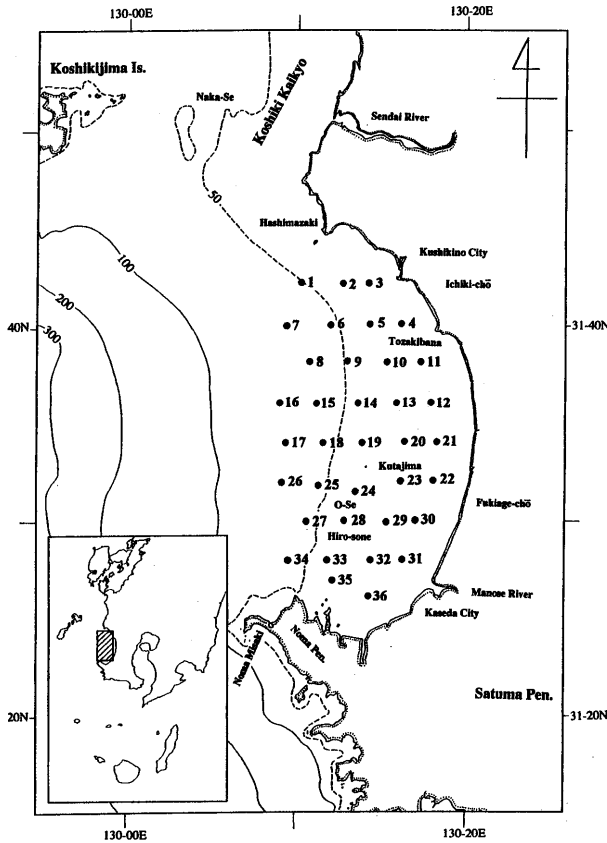 130-00E
130-20E
Koshikijima Is.
Naka-Se
Koshiki Kaikyo
Sendai River
50
Hashimazaki
Kushikino City
100
1
2
3
Ichiki-chō
200
300
40N
7
6
5
4
31-40N
Tozakibana
8
9
10
11
16
15
14
13
12
17
18
19
20
21
Kutajima
26
25
24
23
22
O-Se
Fukiage-chō
27
28
29
30
Hiro-sone
34
33
32
31
35
36
Manose River
Kaseda City
Noma Misaki
Noma Pen.
Satuma Pen.
20N
31-20N
130-00E
130-20E